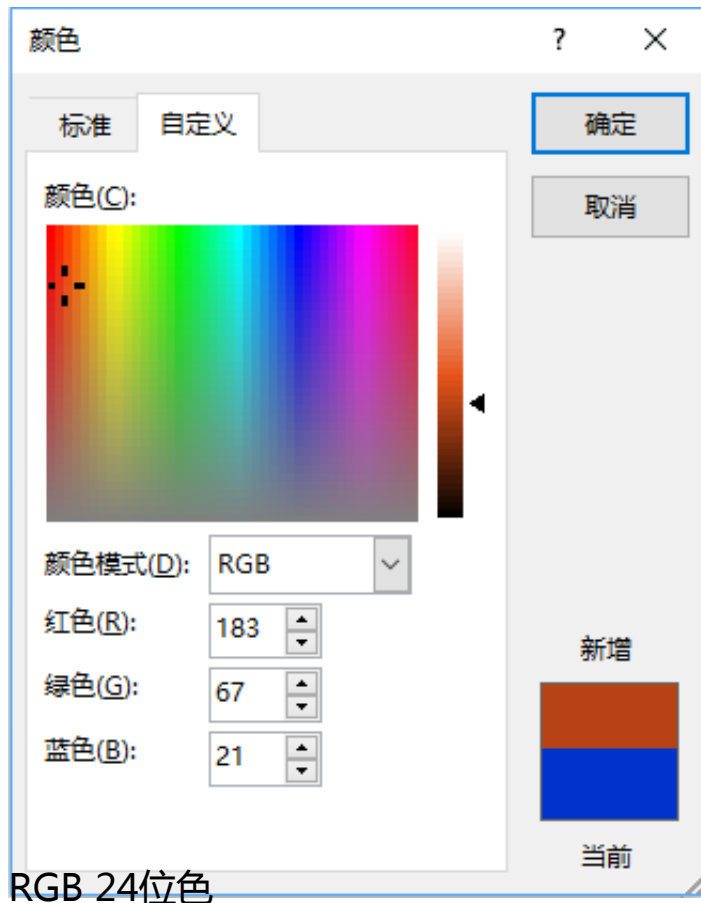 颜色 ? ×
标准 自定义 确定
颜色(C): 取消
颜色模式(D): RGB
红色(R): 183
绿色(G): 67
蓝色(B): 21
新增
当前
RGB 24位色